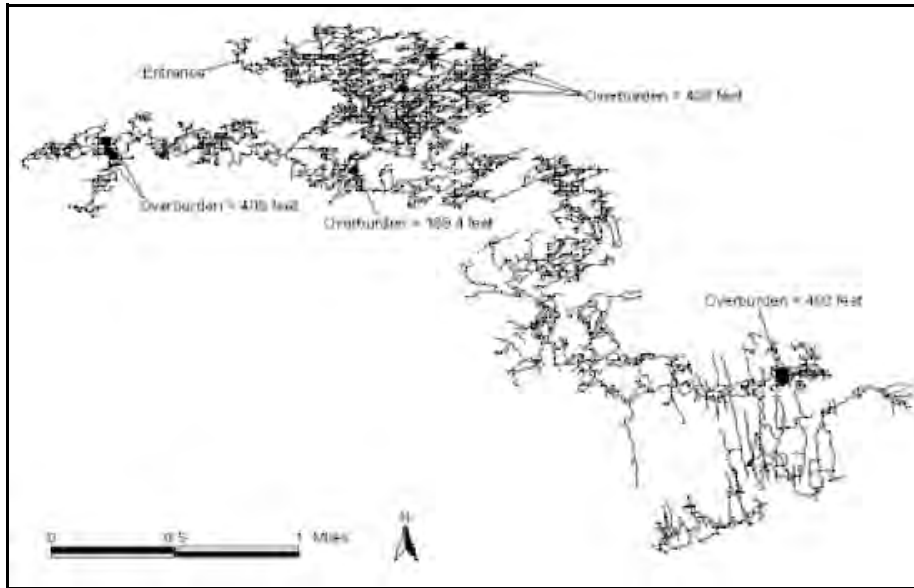 Entrance
Overburden = feet
Overburden = feet
Overburden = feet
Overburden = feet
N
0 0.5 1 Miles